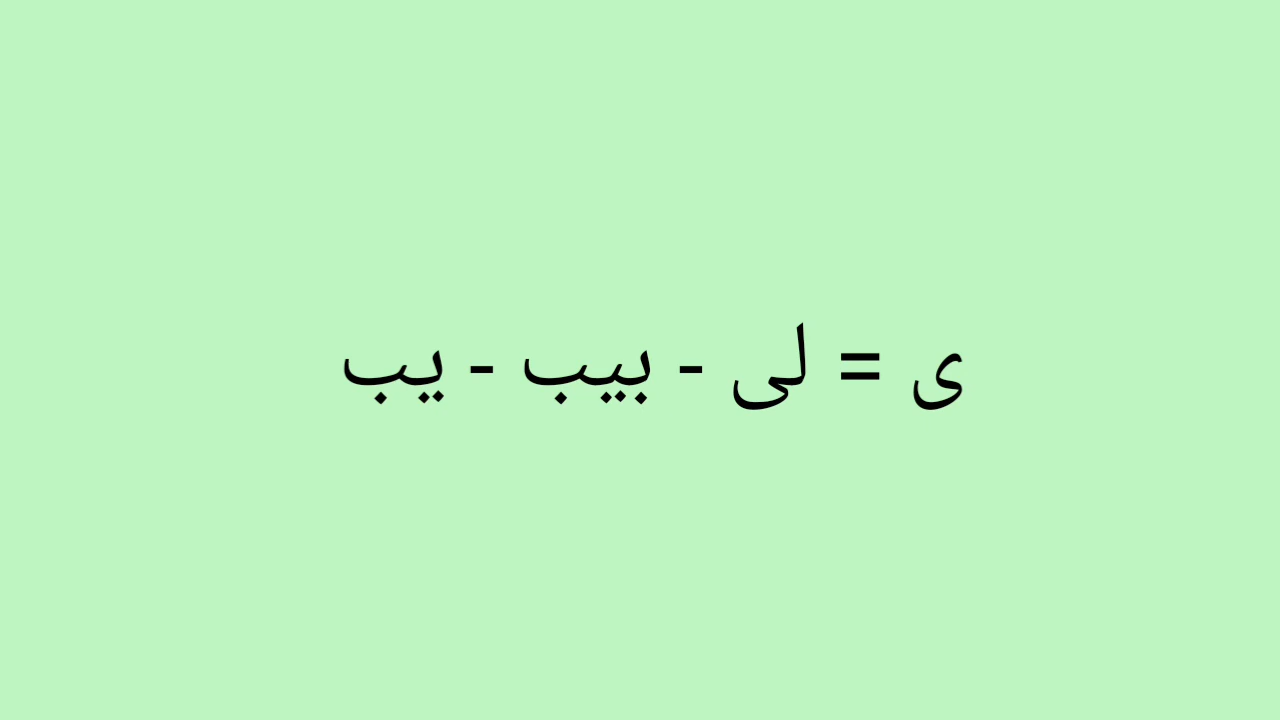 ی = لی - بیب - یب